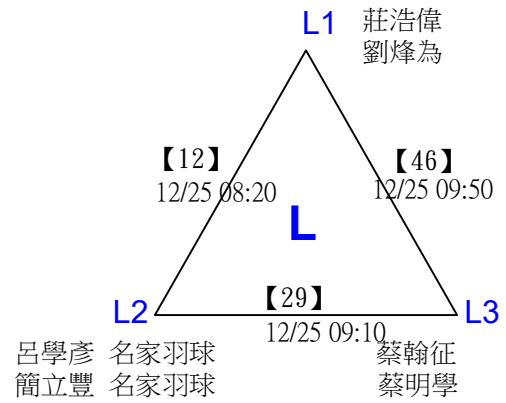 L1 莊浩偉
劉烽為
【12】
12/25 08:20
【46】
12/25 09:50
L
L2
【29】
12/25 09:10
L3
呂學彥 名家羽球
簡立豐 名家羽球
蔡翰征
蔡明學